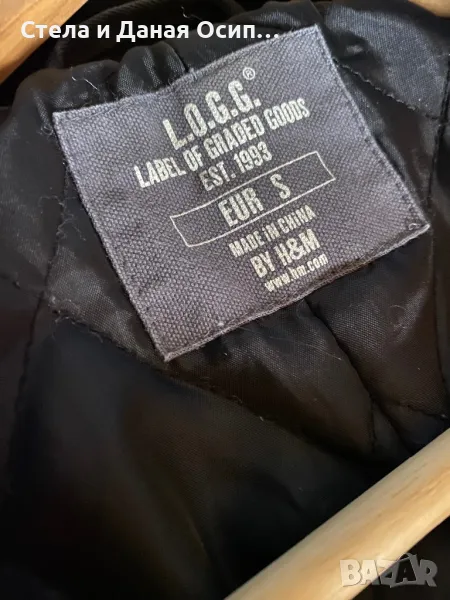 Стела и Даная Осип...
L.O.G.G.®
LABEL OF GRADED GOODS
EST. 1993
EUR S
MADE IN CHINA
BY H&M
www.hm.com
BAZAR